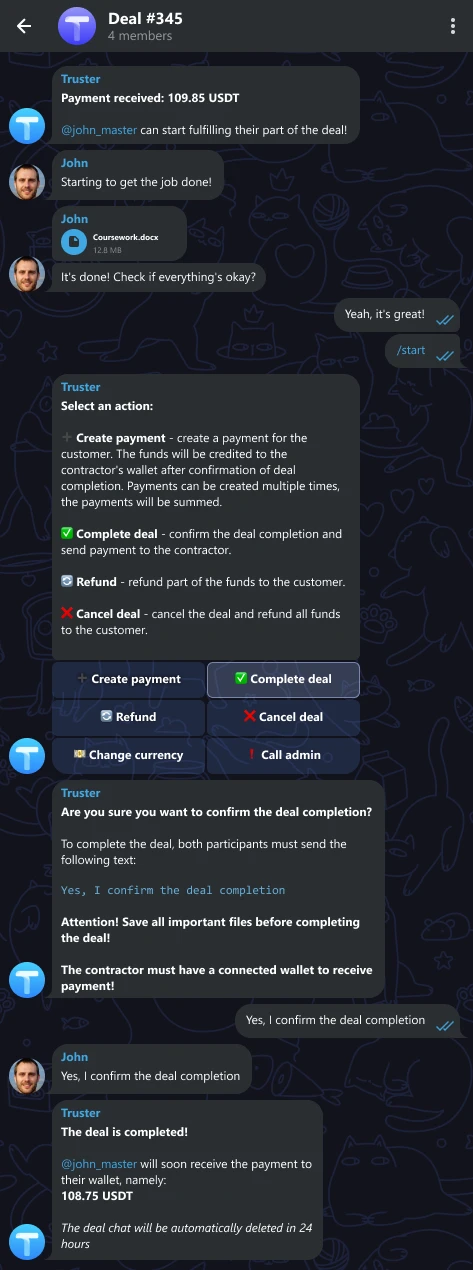 Deal #345
4 members
Truster
Payment received: 109.85 USDT
@john_master can start fulfilling their part of the deal!
John
Starting to get the job done!
John
Coursework.docx
12.8 MB
It's done! Check if everything's okay?
Yeah, it's great!
/start
Truster
Select an action:
➕ Create payment - create a payment for the
customer. The funds will be credited to the
contractor's wallet after confirmation of deal
completion. Payments can be created multiple times,
the payments will be summed.
✅ Complete deal - confirm the deal completion and
send payment to the contractor.
🔄 Refund - refund part of the funds to the customer.
❌ Cancel deal - cancel the deal and refund all funds
to the customer.
➕ Create payment
✅ Complete deal
🔄 Refund
❌ Cancel deal
💴 Change currency
❗ Call admin
Truster
Are you sure you want to confirm the deal completion?
To complete the deal, both participants must send the
following text:
Yes, I confirm the deal completion
Attention! Save all important files before completing
the deal!
The contractor must have a connected wallet to receive
payment!
Yes, I confirm the deal completion
John
Yes, I confirm the deal completion
Truster
The deal is completed!
@john_master will soon receive the payment to
their wallet, namely:
108.75 USDT
The deal chat will be automatically deleted in 24
hours